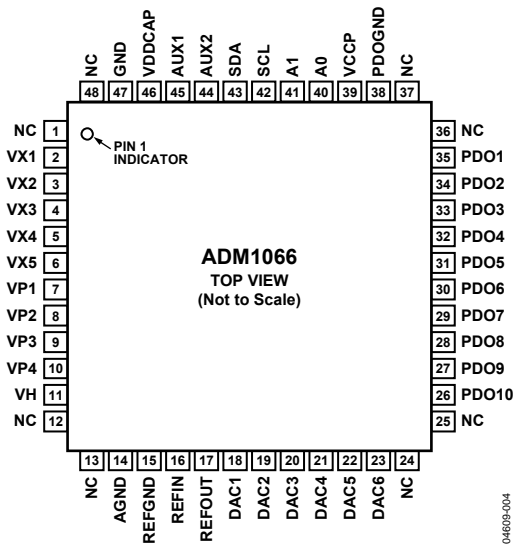 NC
GND
VDDCAP
AUX1
AUX2
SDA
SCL
A1
A0
VCCP
PDOGND
NC
48 47 46 45 44 43 42 41 40 39 38 37
NC 1
VX1 2
VX2 3
VX3 4
VX4 5
VX5 6
VP1 7
VP2 8
VP3 9
VP4 10
VH 11
NC 12
PIN 1
INDICATOR
ADM1066
TOP VIEW
(Not to Scale)
36 NC
35 PDO1
34 PDO2
33 PDO3
32 PDO4
31 PDO5
30 PDO6
29 PDO7
28 PDO8
27 PDO9
26 PDO10
25 NC
13 14 15 16 17 18 19 20 21 22 23 24
NC
AGND
REFGND
REFIN
REFOUT
DAC1
DAC2
DAC3
DAC4
DAC5
DAC6
NC
04609-004